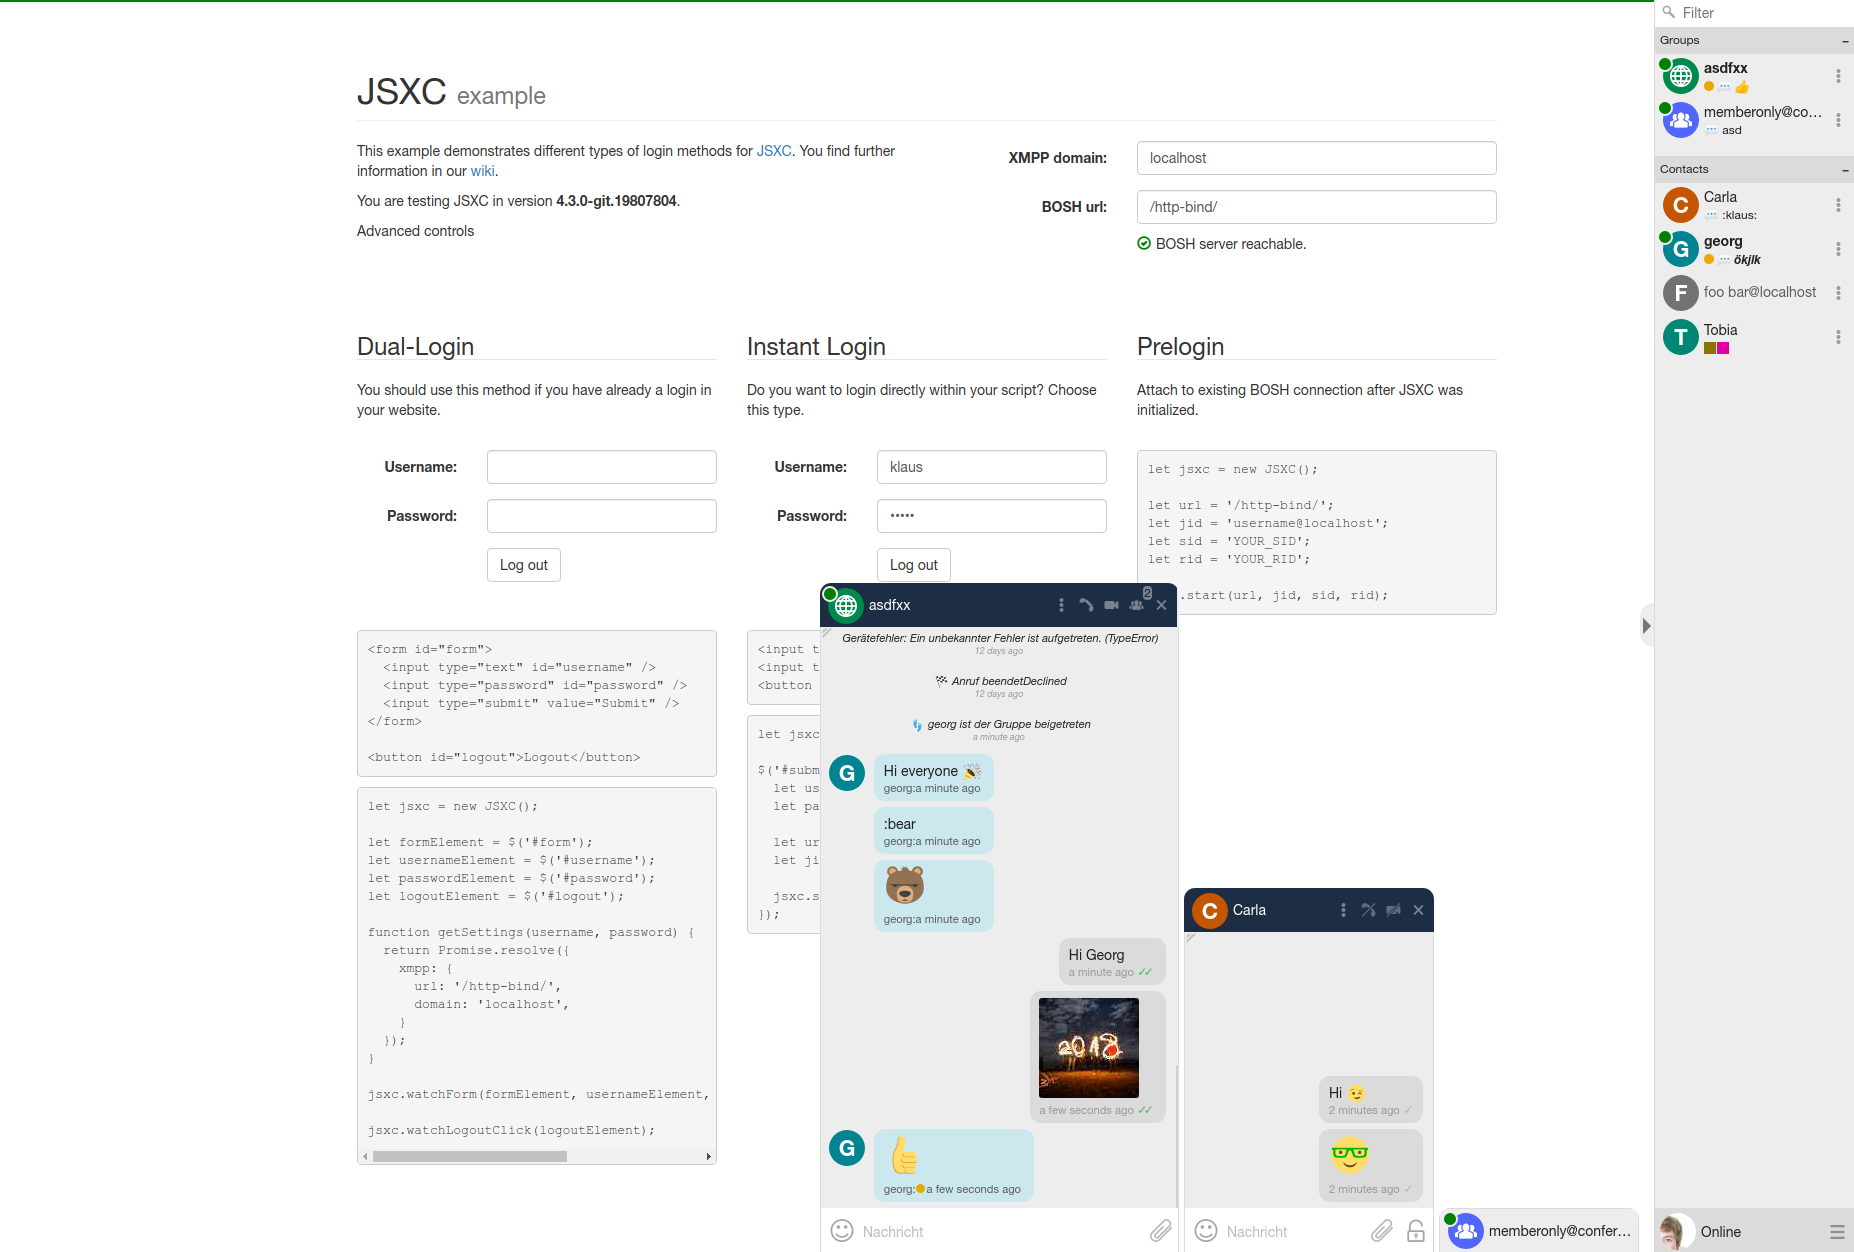 JSXC example
This example demonstrates different types of login methods for JSXC. You find further
information in our wiki.
You are testing JSXC in version 4.3.0-git.19807804.
Advanced controls
XMPP domain:
localhost
BOSH url:
/http-bind/
BOSH server reachable.
Dual-Login
You should use this method if you have already a login in
your website.
Username:
Password:
Log out
<form id="form">
<input type="text" id="username" />
<input type="password" id="password" />
<input type="submit" value="Submit" />
</form>
<button id="logout">Logout</button>
let jsxc = new JSXC();
let formElement = $('#form');
let usernameElement = $('#username');
let passwordElement = $('#password');
let logoutElement = $('#logout');
function getSettings(username, password) {
return Promise.resolve({
xmpp: {
url: '/http-bind/',
domain: 'localhost',
}
});
}
jsxc.watchForm(formElement, usernameElement,
jsxc.watchLogoutClick(logoutElement);
Instant Login
Do you want to login directly within your script? Choose
this type.
Username:
klaus
Password:
•••••
Log out
<input t
<input t
<button
let jsxc
$('#subm
let us
let pa
let ur
let ji
jsxc.s
});
Prelogin
Attach to existing BOSH connection after JSXC was
initialized.
let jsxc = new JSXC();
let url = '/http-bind/';
let jid = 'username@localhost';
let sid = 'YOUR_SID';
let rid = 'YOUR_RID';
.start(url, jid, sid, rid);
asdfxx
2
Gerätefehler: Ein unbekannter Fehler ist aufgetreten. (TypeError)
12 days ago
Anruf beendetDeclined
12 days ago
georg ist der Gruppe beigetreten
a minute ago
G
Hi everyone 🎉
georg:a minute ago
:bear
georg:a minute ago
🐻
georg:a minute ago
Hi Georg
a minute ago ✓✓
2018
a few seconds ago ✓✓
G
👍
georg:a few seconds ago
Nachricht
C
Carla
Hi 😉
2 minutes ago ✓
2 minutes ago ✓
Nachricht
memberonly@confer...
Filter
Groups
asdfxx
👍
memberonly@co...
asd
Contacts
C
Carla
:klaus:
G
georg
ökjlk
F
foo bar@localhost
T
Tobia
Online